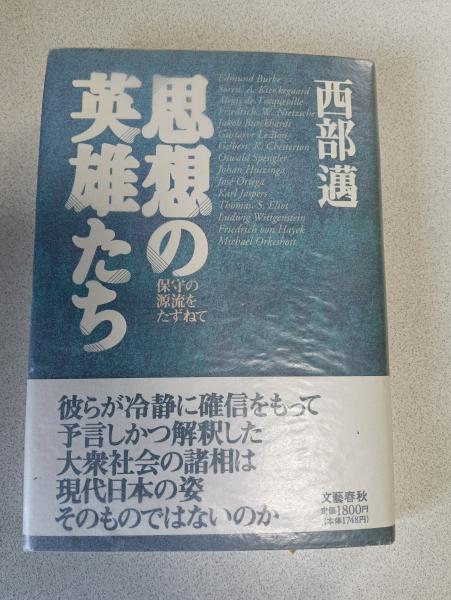 西部邁
思想の
英雄たち
保守の
源流を
たずねて
Edmund Burke
Sören. A. Kierkegaard
Alexis de Tocqueville
Friedrich. W. Nietzsche
Jakob Burckhardt
Gustave Le Bon
Gilbert. K. Chesterton
Oswald Spengler
Johan Huizinga
José Ortega
Karl Jaspers
Thomas. S. Eliot
Ludwig Wittgenstein
Friedrich von Hayek
Michael Orkeshott
彼らが冷静に確信をもって
予言しかつ解釈した
大衆社会の諸相は
現代日本の姿
そのものではないのか
文藝春秋
定価1800円
(本体1748円)